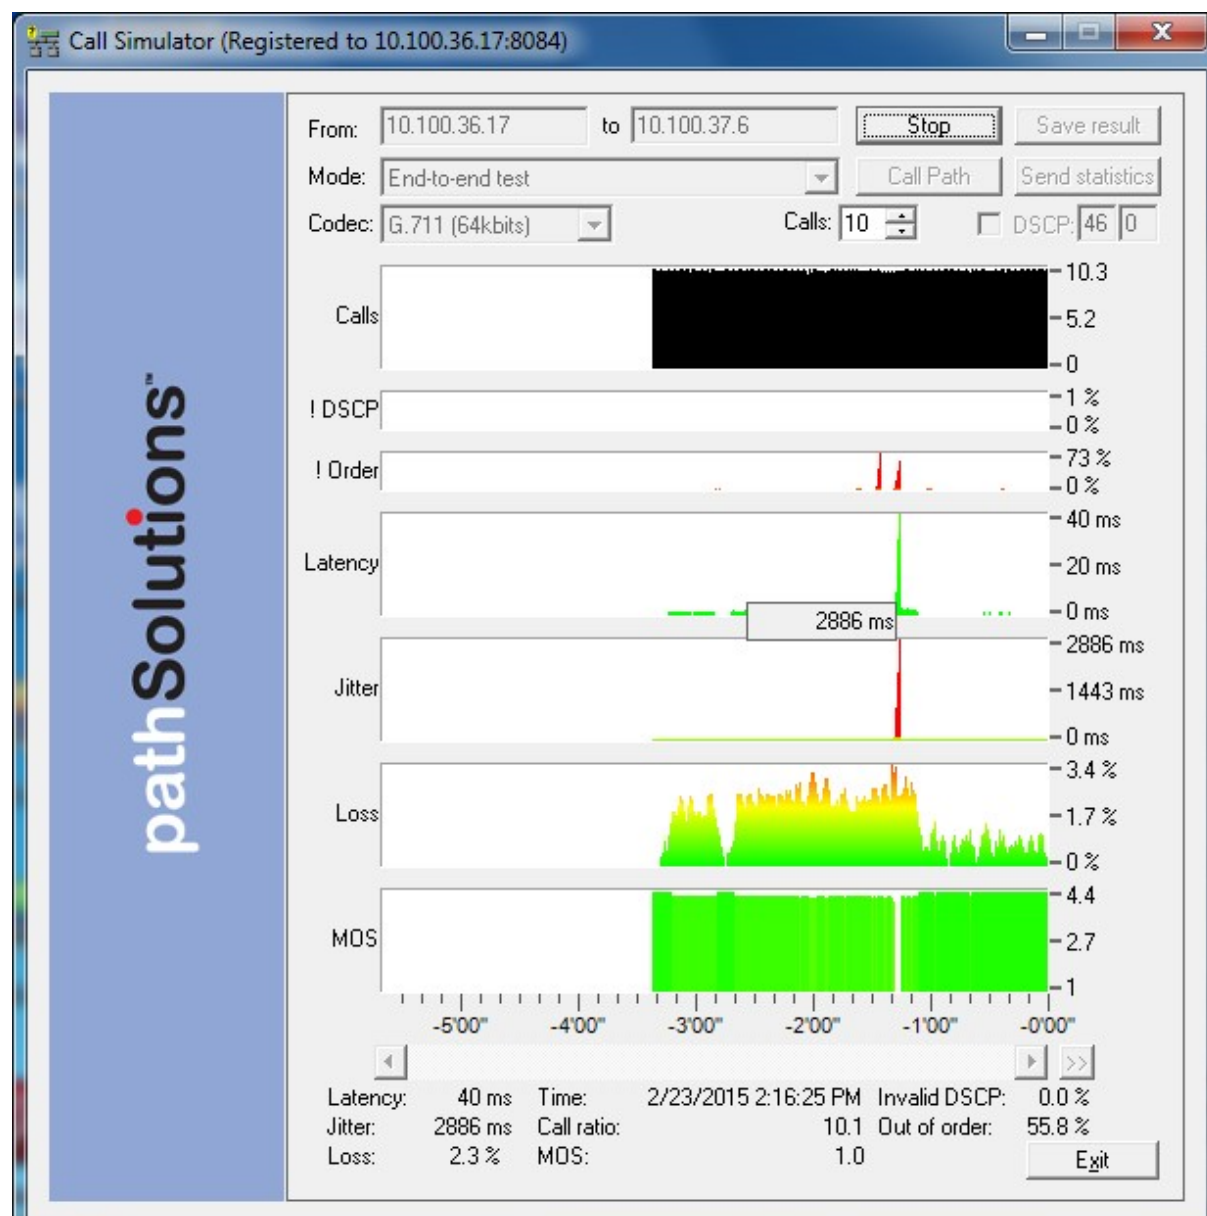 Call Simulator (Registered to 10.100.36.17:8084)
pathSolutions™
From: 10.100.36.17 to 10.100.37.6 Stop Save result
Mode: End-to-end test Call Path Send statistics
Codec: G.711 (64kbits) Calls: 10 DSCP: 46 0
Calls 10.3
5.2
0
! DSCP 1 %
0 %
! Order 73 %
0 %
Latency 40 ms
20 ms
0 ms
2886 ms
Jitter 2886 ms
1443 ms
0 ms
Loss 3.4 %
1.7 %
0 %
MOS 4.4
2.7
1
-5'00" -4'00" -3'00" -2'00" -1'00" -0'00"
>>
Latency: 40 ms Time: 2/23/2015 2:16:25 PM Invalid DSCP: 0.0 %
Jitter: 2886 ms Call ratio: 10.1 Out of order: 55.8 %
Loss: 2.3 % MOS: 1.0 Exit